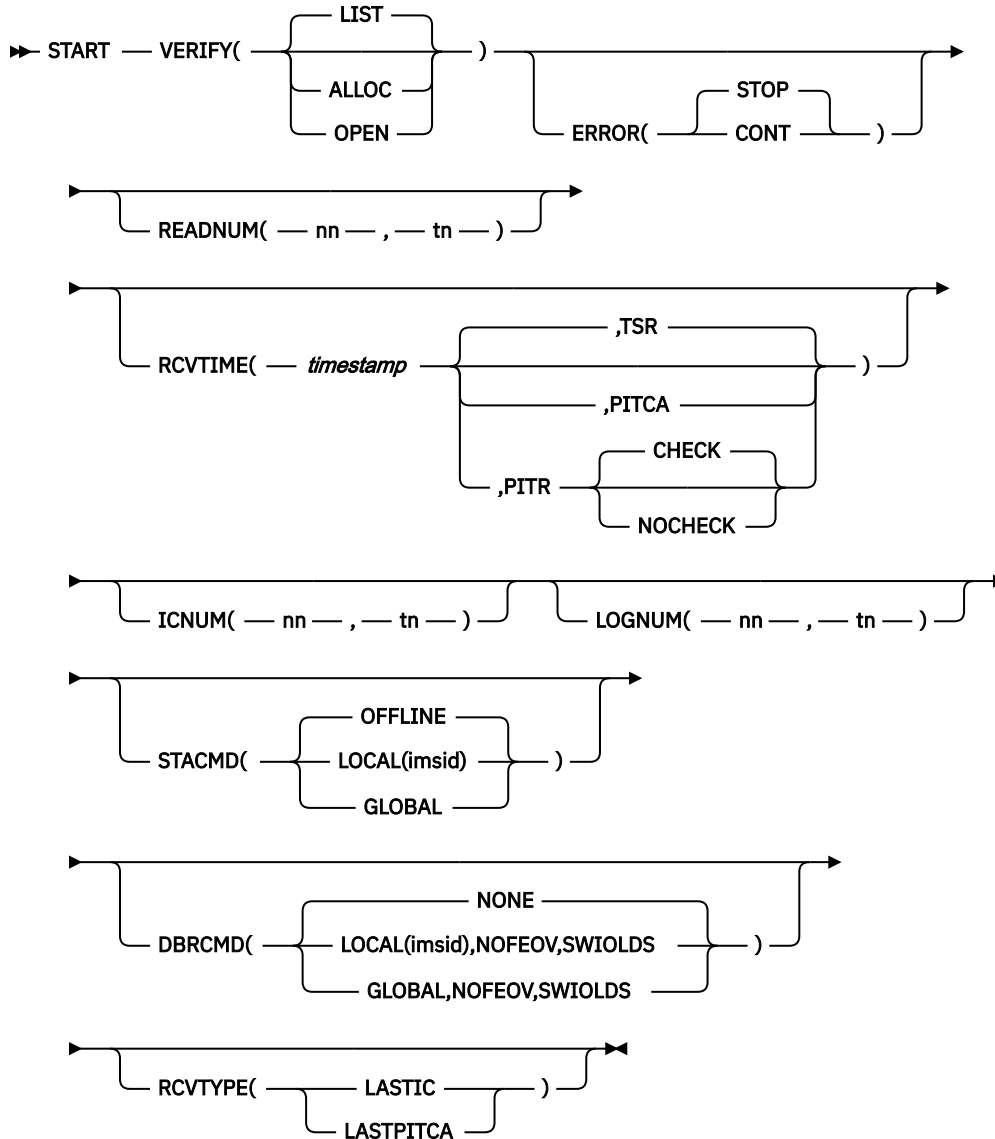 LIST
START VERIFY( )
ALLOC
OPEN
STOP
ERROR( CONT )
READNUM( nn , tn )
,TSR
RCVTIME( timestamp )
,PITCA
CHECK
,PITR
NOCHECK
ICNUM( nn , tn ) LOGNUM( nn , tn )
OFFLINE
STACMD( LOCAL(imsid) )
GLOBAL
NONE
DBRCMD( LOCAL(imsid),NOFEOV,SWIOLDS )
GLOBAL,NOFEOV,SWIOLDS
RCVTYPE( LASTIC )
LASTPITCA